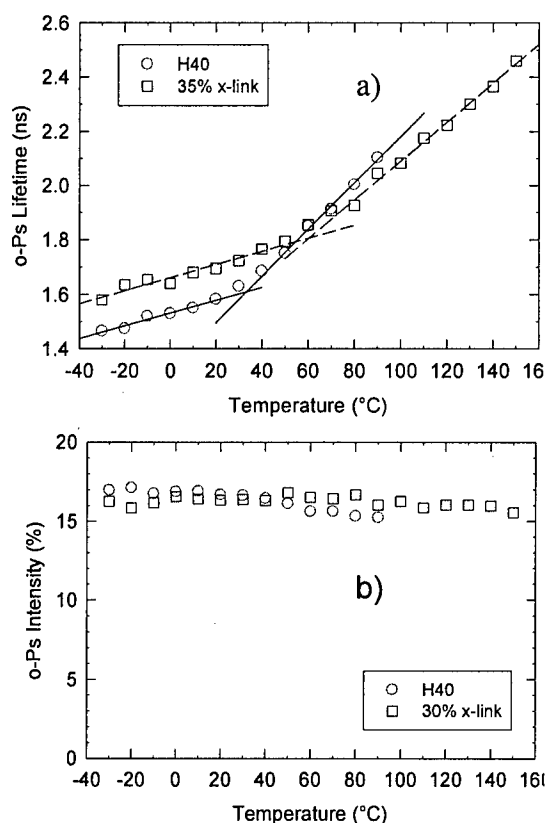 2.6
2.4
2.2
2.0
1.8
1.6
1.4
o-Ps Lifetime (ns)
H40
35% x-link
a)
-40 -20 0 20 40 60 80 100 120 140 160
Temperature (°C)
20
15
10
5
0
o-Ps Intensity (%)
b)
H40
30% x-link
-40 -20 0 20 40 60 80 100 120 140 160
Temperature (°C)